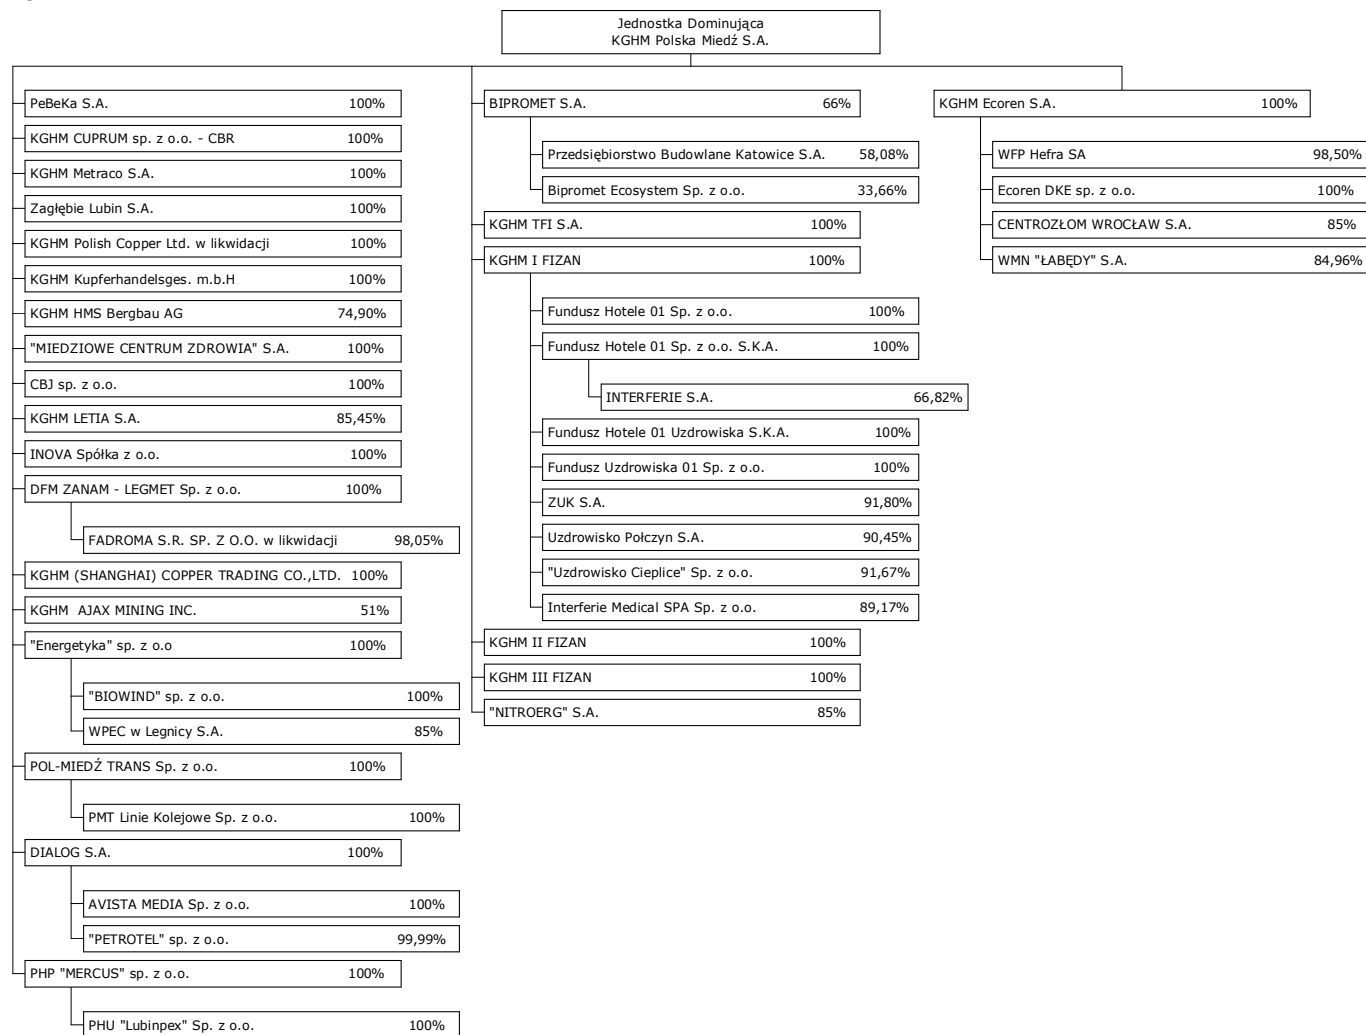 Jednostka Dominująca
KGHM Polska Miedź S.A.
PeBeKa S.A. 100%
KGHM CUPRUM sp. z o.o. - CBR 100%
KGHM Metraco S.A. 100%
Zagłębie Lubin S.A. 100%
KGHM Polish Copper Ltd. w likwidacji 100%
KGHM Kupferhandelsges. m.b.H 100%
KGHM HMS Bergbau AG 74,90%
"MIEDZIOWE CENTRUM ZDROWIA" S.A. 100%
CBJ sp. z o.o. 100%
KGHM LETIA S.A. 85,45%
INOVA Spółka z o.o. 100%
DFM ZANAM - LEGMET Sp. z o.o. 100%
FADROMA S.R. SP. Z O.O. w likwidacji 98,05%
KGHM (SHANGHAI) COPPER TRADING CO.,LTD. 100%
KGHM AJAX MINING INC. 51%
"Energetyka" sp. z o.o 100%
"BIOWIND" sp. z o.o. 100%
WPEC w Legnicy S.A. 85%
POL-MIEDŹ TRANS Sp. z o.o. 100%
PMT Linie Kolejowe Sp. z o.o. 100%
DIALOG S.A. 100%
AVISTA MEDIA Sp. z o.o. 100%
"PETROTEL" sp. z o.o. 99,99%
PHP "MERCUS" sp. z o.o. 100%
PHU "Lubinpex" Sp. z o.o. 100%
BIPROMET S.A. 66%
Przedsiębiorstwo Budowlane Katowice S.A. 58,08%
Bipromet Ecosystem Sp. z o.o. 33,66%
KGHM TFI S.A. 100%
KGHM I FIZAN 100%
Fundusz Hotele 01 Sp. z o.o. 100%
Fundusz Hotele 01 Sp. z o.o. S.K.A. 100%
INTERFERIE S.A. 66,82%
Fundusz Hotele 01 Uzdrowiska S.K.A. 100%
Fundusz Uzdrowiska 01 Sp. z o.o. 100%
ZUK S.A. 91,80%
Uzdrowisko Połczyn S.A. 90,45%
"Uzdrowisko Cieplice" Sp. z o.o. 91,67%
Interferie Medical SPA Sp. z o.o. 89,17%
KGHM II FIZAN 100%
KGHM III FIZAN 100%
"NITROERG" S.A. 85%
KGHM Ecoren S.A. 100%
WFP Hefra SA 98,50%
Ecoren DKE sp. z o.o. 100%
CENTROZŁOM WROCŁAW S.A. 85%
WMN "ŁABĘDY" S.A. 84,96%